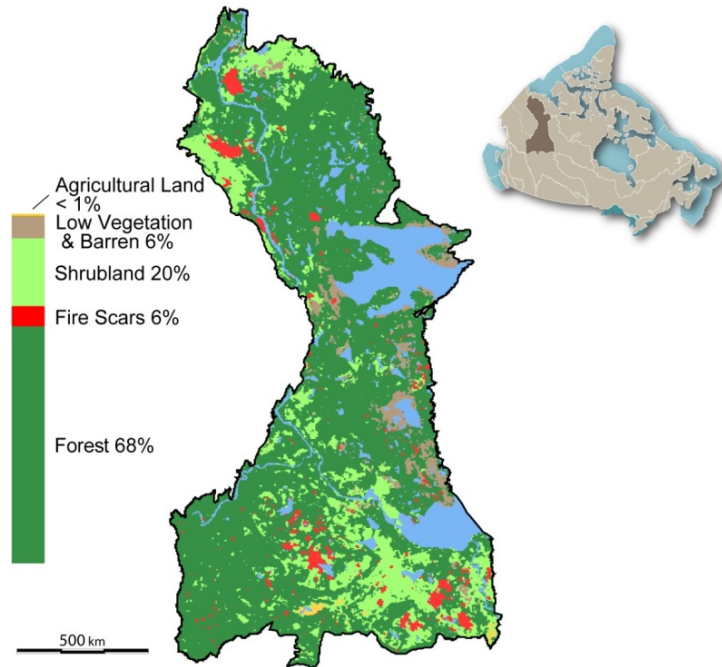 Agricultural Land
< 1%
Low Vegetation
& Barren 6%
Shrubland 20%
Fire Scars 6%
Forest 68%
500 km